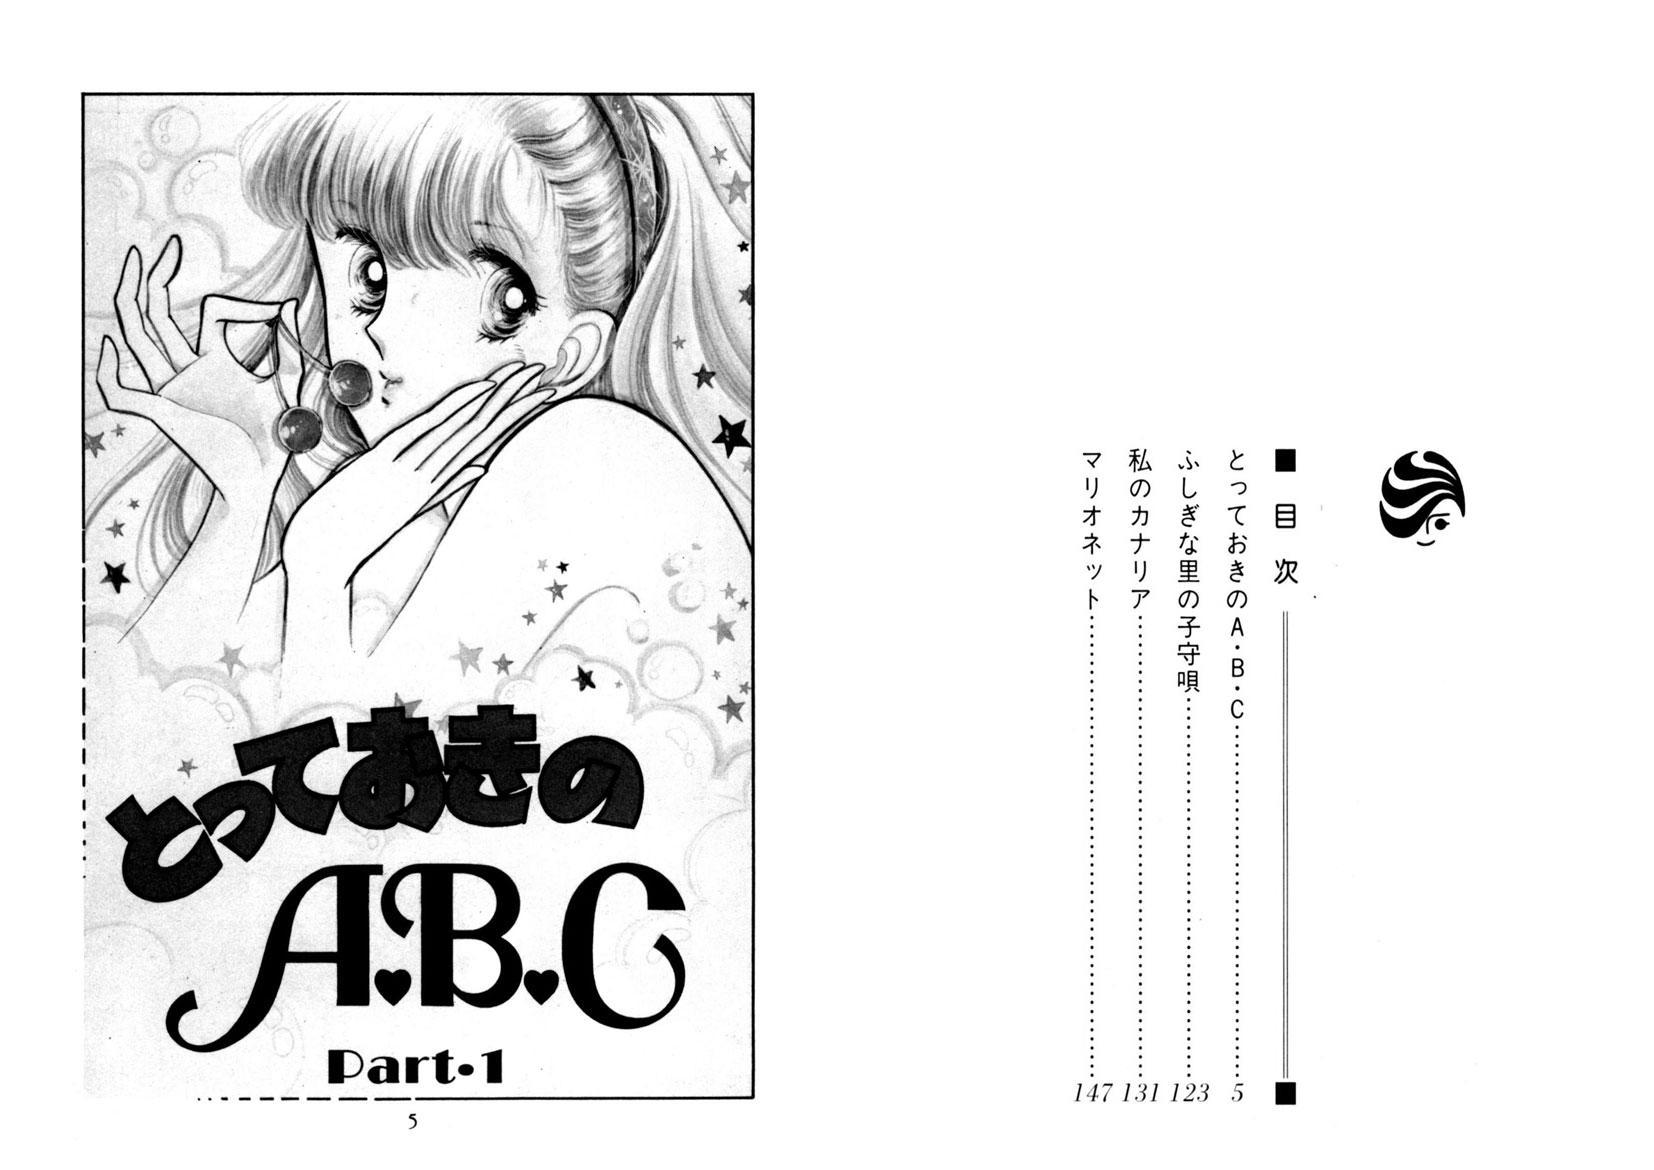 ■目次■
とっておきのA・B・C…………5
ふしぎな里の子守唄…………123
私のカナリア…………131
マリオネット…………147
とっておきの
A♥B♥C
Part・1
5